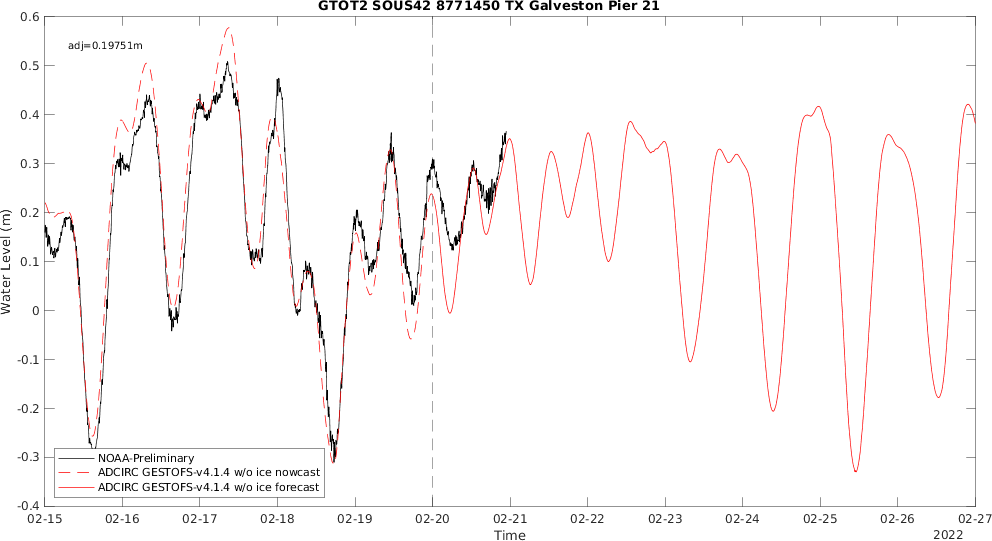 GTOT2 SOUS42 8771450 TX Galveston Pier 21
adj=0.19751m
0.6
0.5
0.4
0.3
0.2
0.1
0
-0.1
-0.2
-0.3
-0.4
Water Level (m)
NOAA-Preliminary
ADCIRC GESTOFS-v4.1.4 w/o ice nowcast
ADCIRC GESTOFS-v4.1.4 w/o ice forecast
02-15 02-16 02-17 02-18 02-19 02-20 02-21 02-22 02-23 02-24 02-25 02-26 02-27
Time
2022